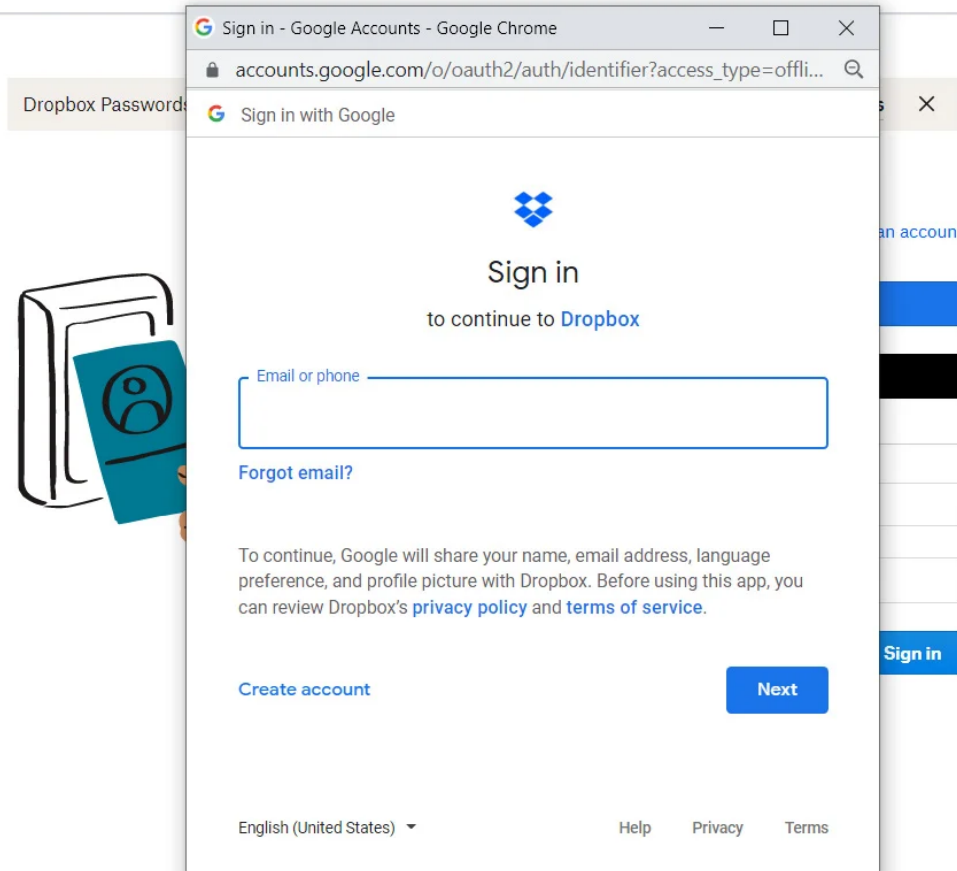 Sign in - Google Accounts - Google Chrome
accounts.google.com/o/oauth2/auth/identifier?access_type=offli...
Dropbox Passwords
Sign in with Google
an accoun
Sign in
to continue to Dropbox
Email or phone
Forgot email?
To continue, Google will share your name, email address, language
preference, and profile picture with Dropbox. Before using this app, you
can review Dropbox's privacy policy and terms of service.
Sign in
Create account
Next
English (United States)
Help Privacy Terms